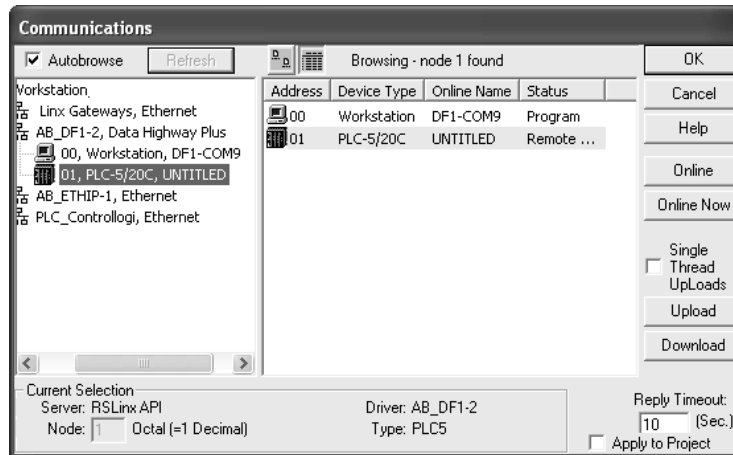 Communications
Autobrowse
Refresh
Browsing - node 1 found
OK
Workstation,
Linx Gateways, Ethernet
AB_DF1-2, Data Highway Plus
00, Workstation, DF1-COM9
01, PLC-5/20C, UNTITLED
AB_ETHIP-1, Ethernet
PLC_Controllogi, Ethernet
Address Device Type Online Name Status
00 Workstation DF1-COM9 Program
01 PLC-5/20C UNTITLED Remote ...
Cancel
Help
Online
Online Now
Single
Thread
UpLoads
Upload
Download
Current Selection
Server: RSLinx API
Driver: AB_DF1-2
Node: 1 Octal (=1 Decimal)
Type: PLC5
Reply Timeout:
10 (Sec.)
Apply to Project